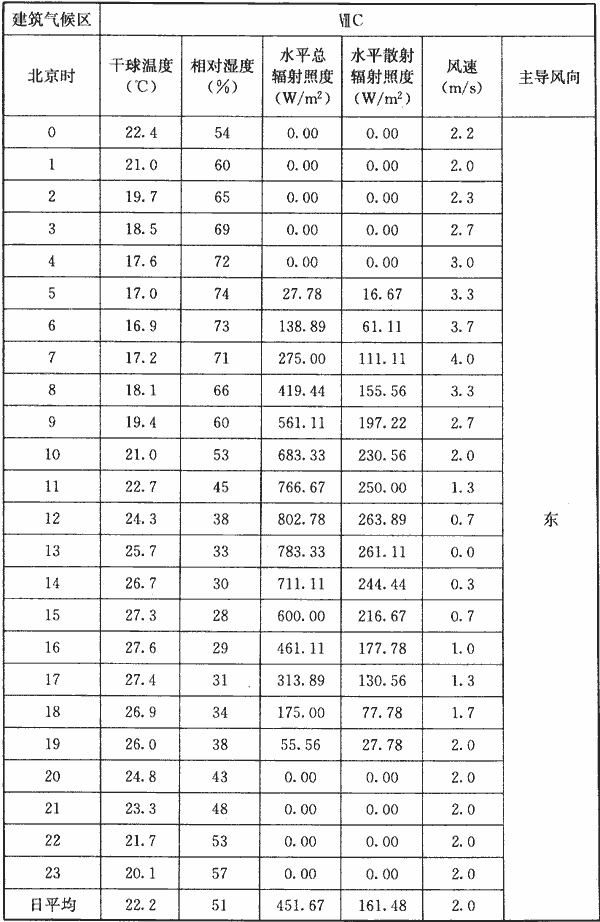 建筑气候区 ⅦC
北京时 干球温度(℃) 相对湿度(%) 水平总辐射照度(W/m²) 水平散射辐射照度(W/m²) 风速(m/s) 主导风向
0 22.4 54 0.00 0.00 2.2
1 21.0 60 0.00 0.00 2.0
2 19.7 65 0.00 0.00 2.3
3 18.5 69 0.00 0.00 2.7
4 17.6 72 0.00 0.00 3.0
5 17.0 74 27.78 16.67 3.3
6 16.9 73 138.89 61.11 3.7
7 17.2 71 275.00 111.11 4.0
8 18.1 66 419.44 155.56 3.3
9 19.4 60 561.11 197.22 2.7
10 21.0 53 683.33 230.56 2.0
11 22.7 45 766.67 250.00 1.3
12 24.3 38 802.78 263.89 0.7 东
13 25.7 33 783.33 261.11 0.0
14 26.7 30 711.11 244.44 0.3
15 27.3 28 600.00 216.67 0.7
16 27.6 29 461.11 177.78 1.0
17 27.4 31 313.89 130.56 1.3
18 26.9 34 175.00 77.78 1.7
19 26.0 38 55.56 27.78 2.0
20 24.8 43 0.00 0.00 2.0
21 23.3 48 0.00 0.00 2.0
22 21.7 53 0.00 0.00 2.0
23 20.1 57 0.00 0.00 2.0
日平均 22.2 51 451.67 161.48 2.0